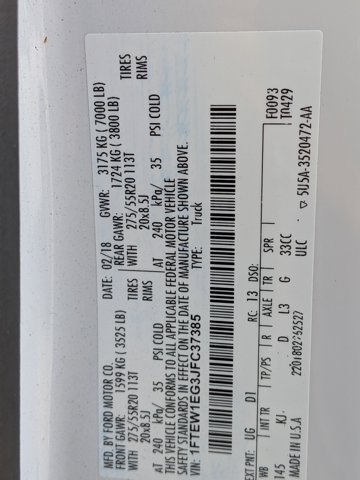 MFD. BY FORD MOTOR CO.
DATE: 02/18 GVWR: 3175 KG ( 7000 LB)
FRONT GAWR: 1599 KG ( 3525 LB) REAR GAWR: 1724 KG ( 3800 LB)
WITH 275/55R20 113T TIRES WITH 275/55R20 113T TIRES
20x8.5J RIMS 20x8.5J RIMS
AT 240 kPa/ 35 PSI COLD AT 240 kPa/ 35 PSI COLD
THIS VEHICLE CONFORMS TO ALL APPLICABLE FEDERAL MOTOR VEHICLE
SAFETY STANDARDS IN EFFECT ON THE DATE OF MANUFACTURE SHOWN ABOVE.
VIN: 1FTEW1EG3JFC37385
TYPE: Truck
F0093
T0429
EXT PNT: UG D1 RC: 13 DSO:
WB INT TR TP/PS R AXLE TR SPR
145 KJ D L3 G 33CC
MADE IN U.S.A ULC
5U5A-3520472-AA